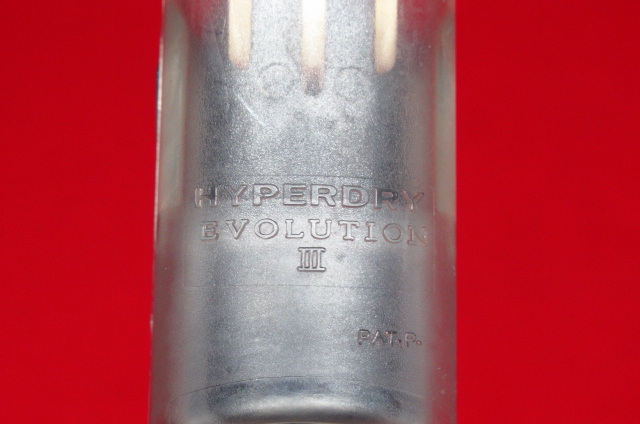 HYPERDRY
EVOLUTION
III
PAT.P.